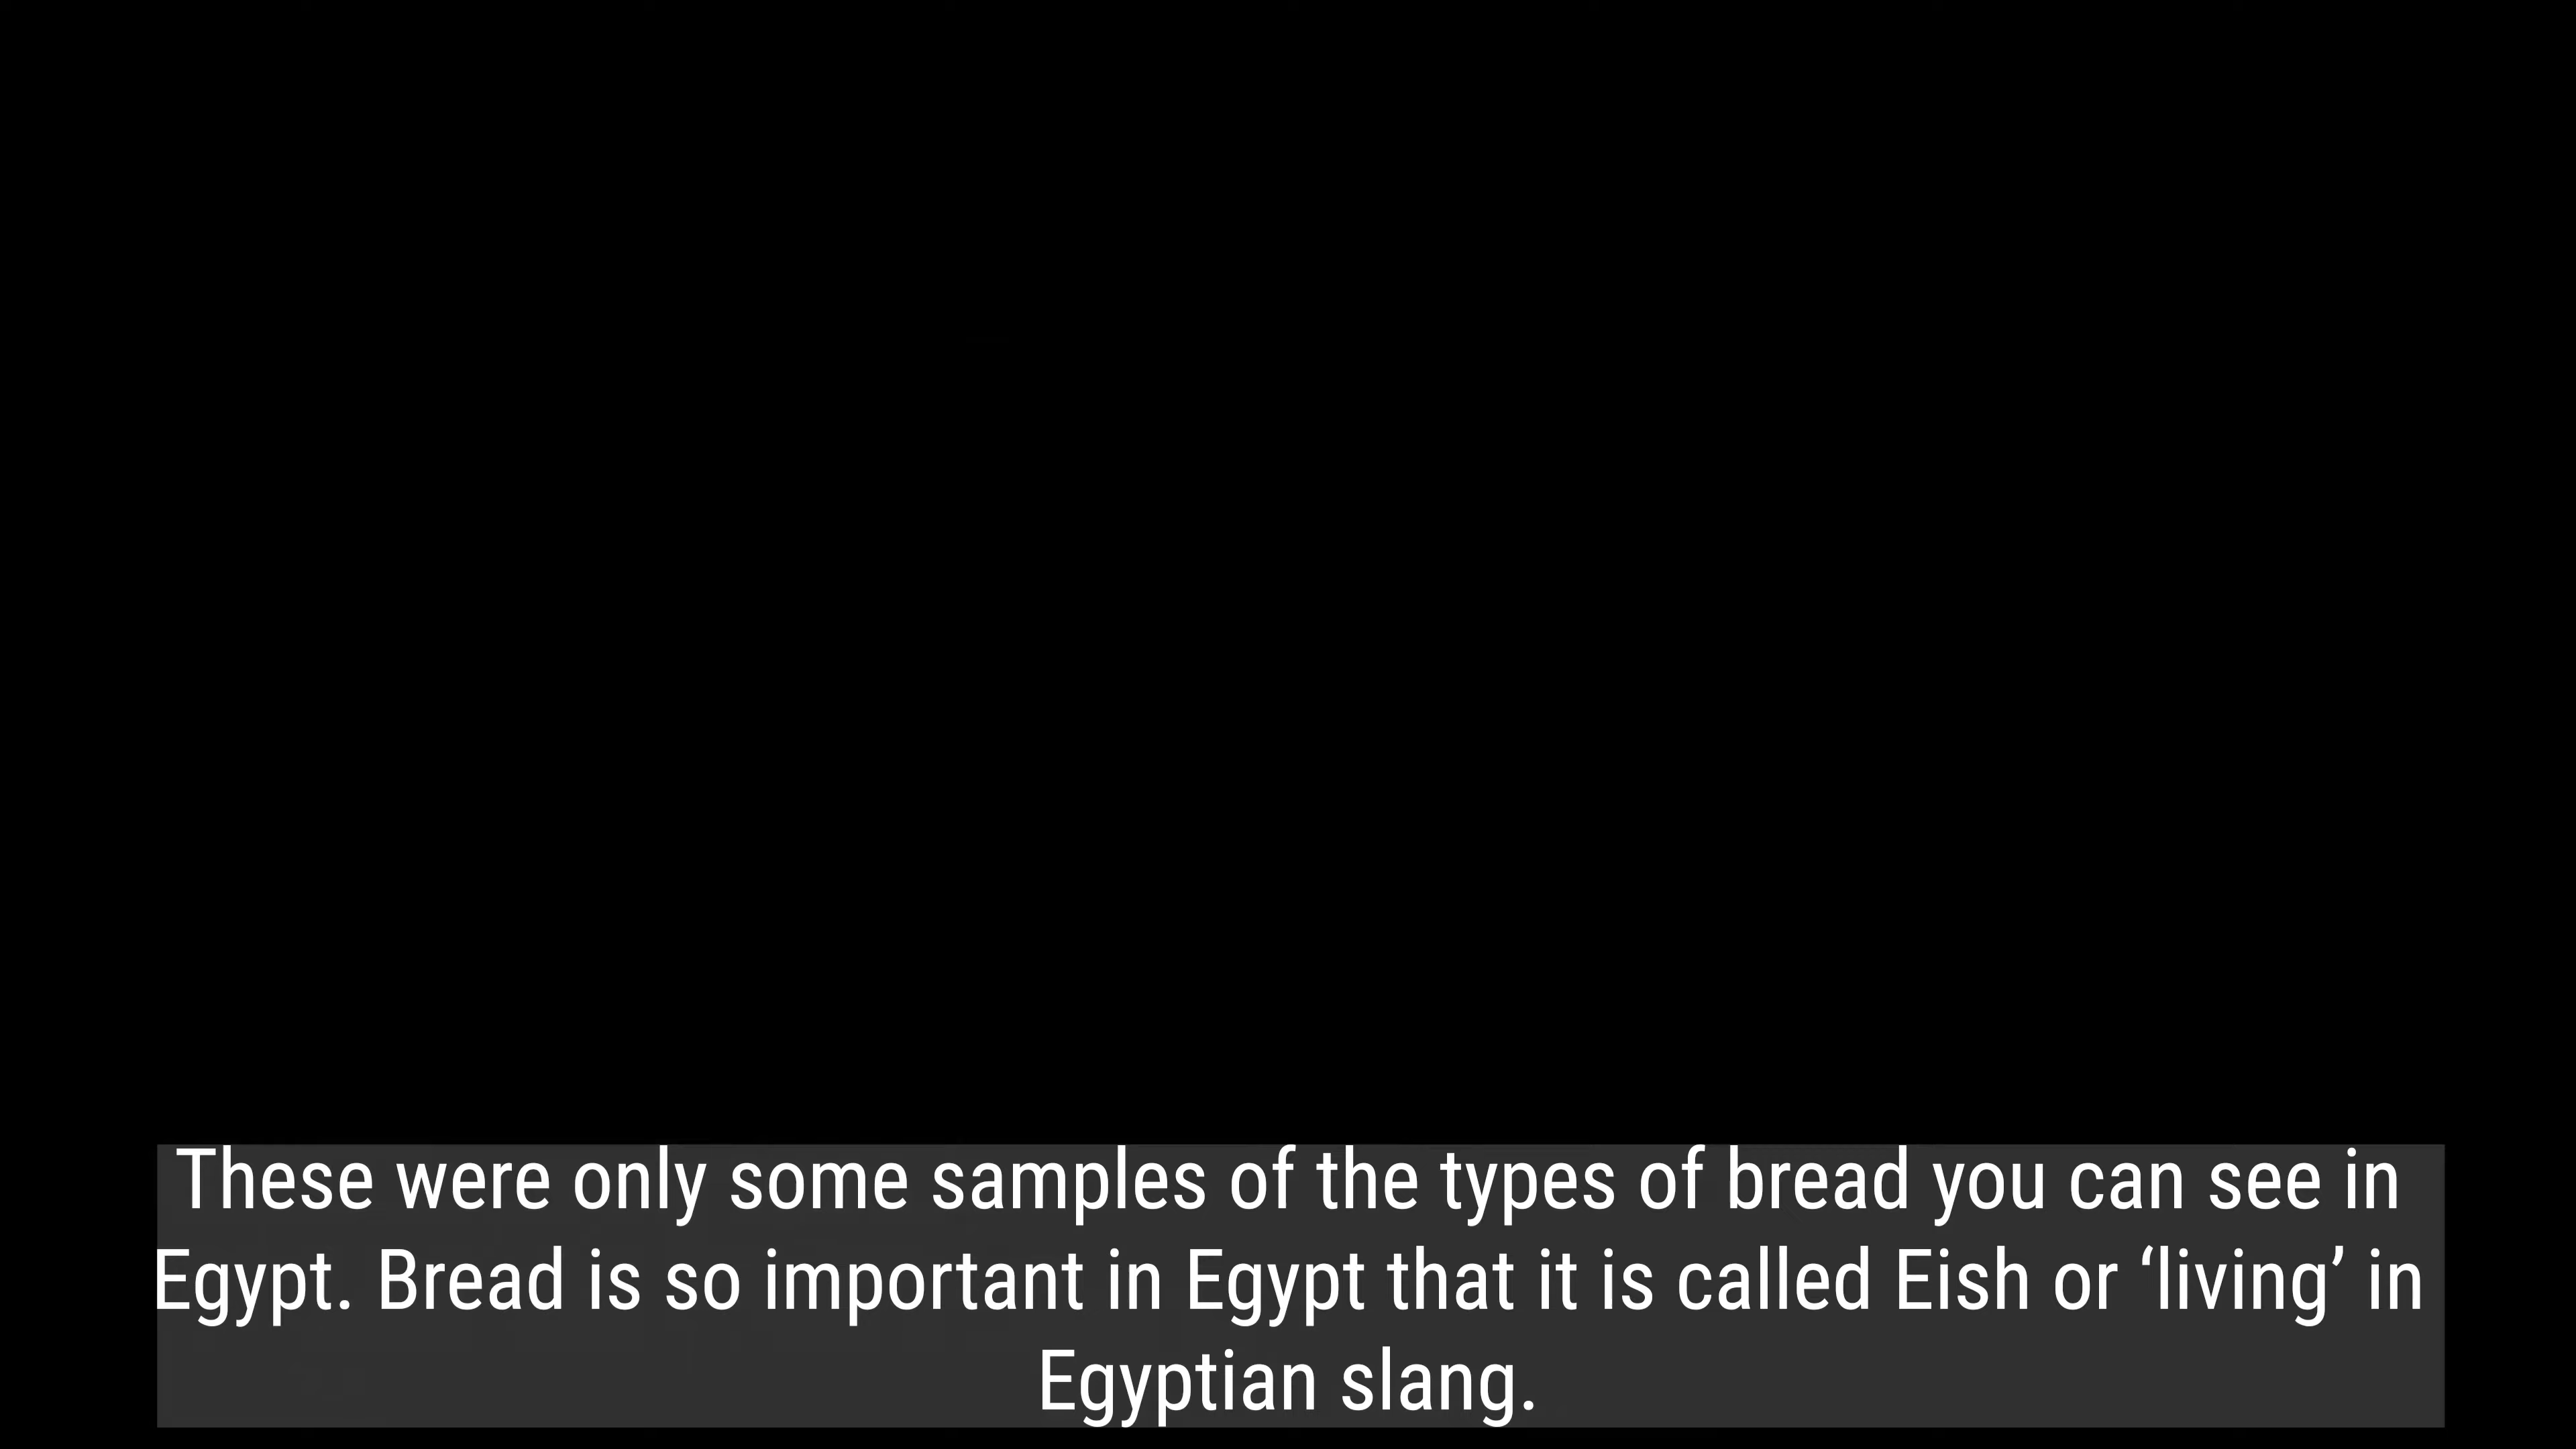 These were only some samples of the types of bread you can see in
Egypt. Bread is so important in Egypt that it is called Eish or ‘living’ in
Egyptian slang.